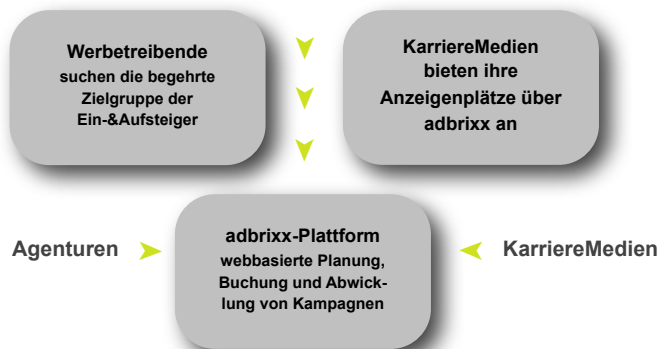 Werbetreibende
suchen die begehrte
Zielgruppe der
Ein-&Aufsteiger
KarriereMedien
bieten ihre
Anzeigenplätze über
adbrixx an
Agenturen
adbrixx-Plattform
webbasierte Planung,
Buchung und Abwick-
lung von Kampagnen
KarriereMedien